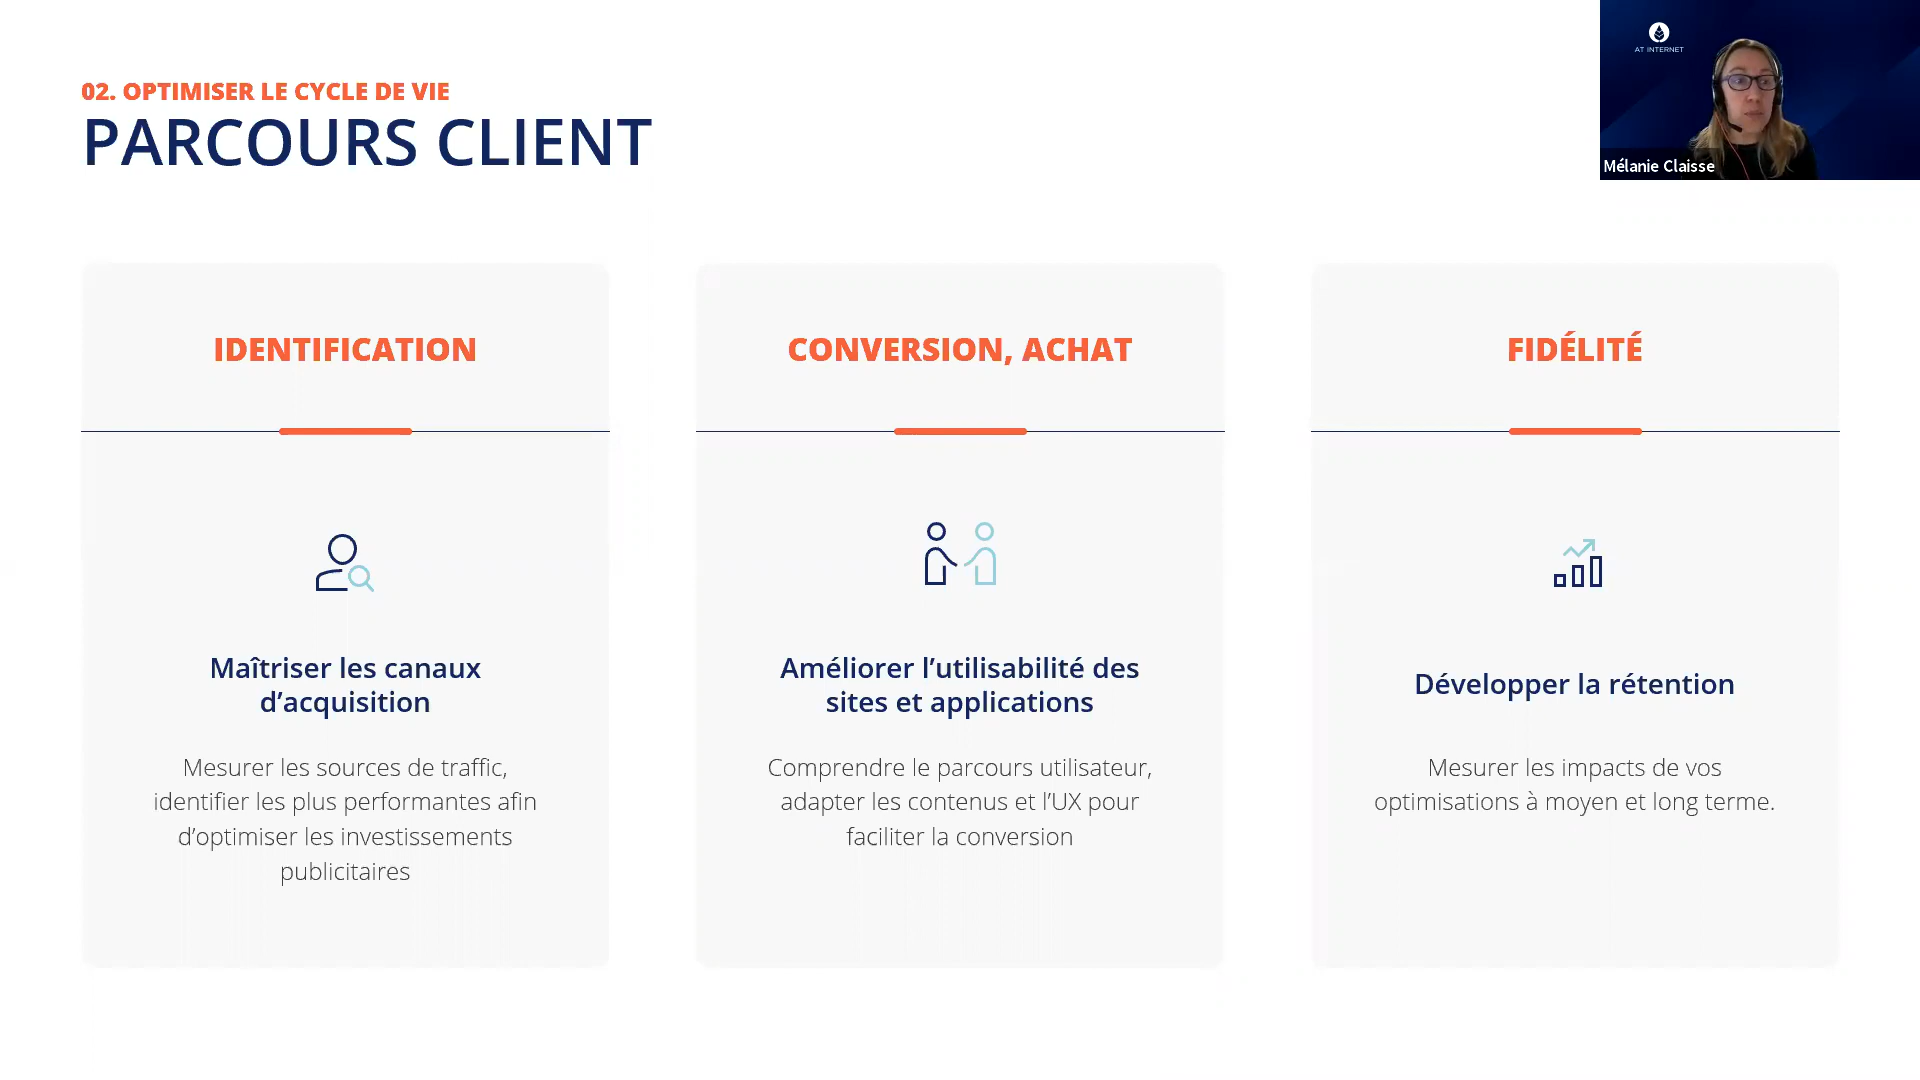 02. OPTIMISER LE CYCLE DE VIE
PARCOURS CLIENT
AT INTERNET
Mélanie Claisse
IDENTIFICATION
Maîtriser les canaux
d’acquisition
Mesurer les sources de traffic,
identifier les plus performantes afin
d’optimiser les investissements
publicitaires
CONVERSION, ACHAT
Améliorer l’utilisabilité des
sites et applications
Comprendre le parcours utilisateur,
adapter les contenus et l’UX pour
faciliter la conversion
FIDÉLITÉ
Développer la rétention
Mesurer les impacts de vos
optimisations à moyen et long terme.